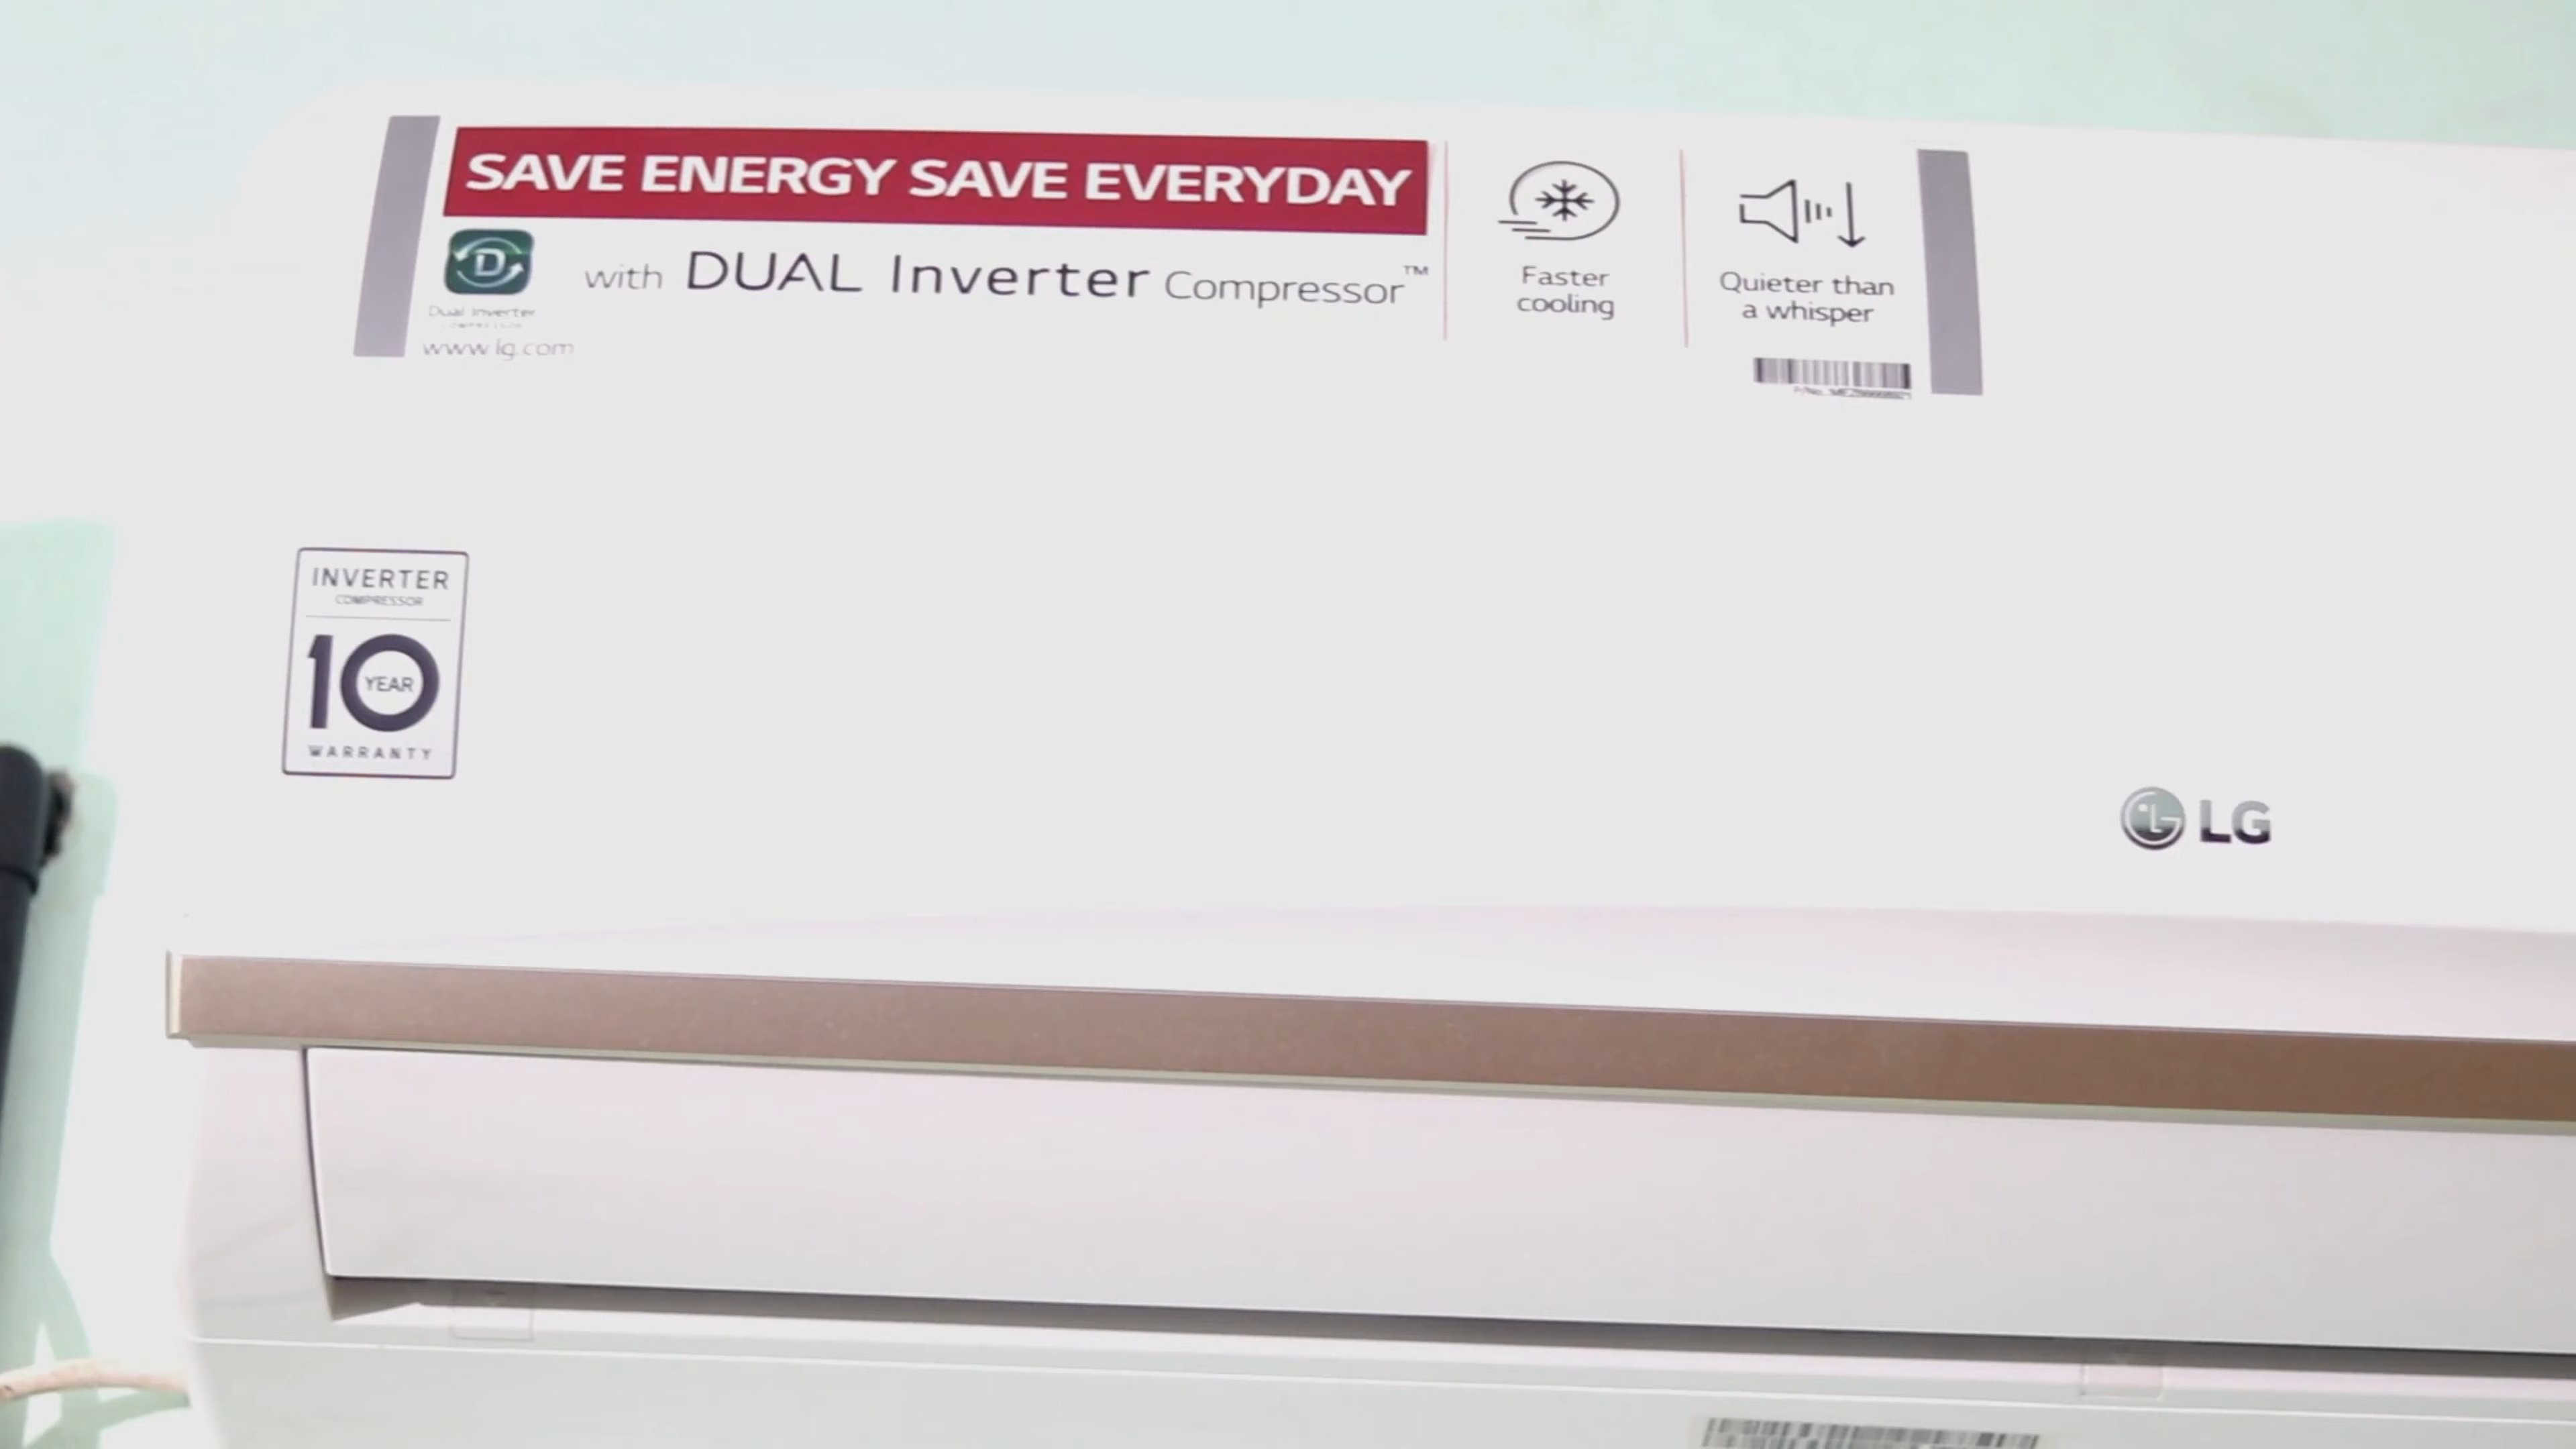 SAVE ENERGY SAVE EVERYDAY
with DUAL Inverter Compressor™
Dual Inverter
www.lg.com
Faster
cooling
Quieter than
a whisper
INVERTER
COMPRESSOR
10
YEAR
WARRANTY
LG